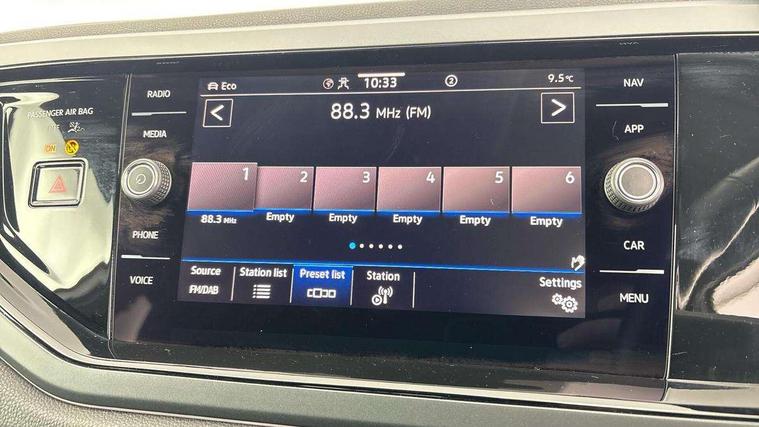 PASSENGER AIR BAG
ON
RADIO
MEDIA
PHONE
VOICE
Eco
10:33
2
9.5°C
88.3 MHz (FM)
1 2 3 4 5 6
88.3 MHz Empty Empty Empty Empty Empty
Source
FM/DAB
Station list
Preset list
Station
Settings
NAV
APP
CAR
MENU